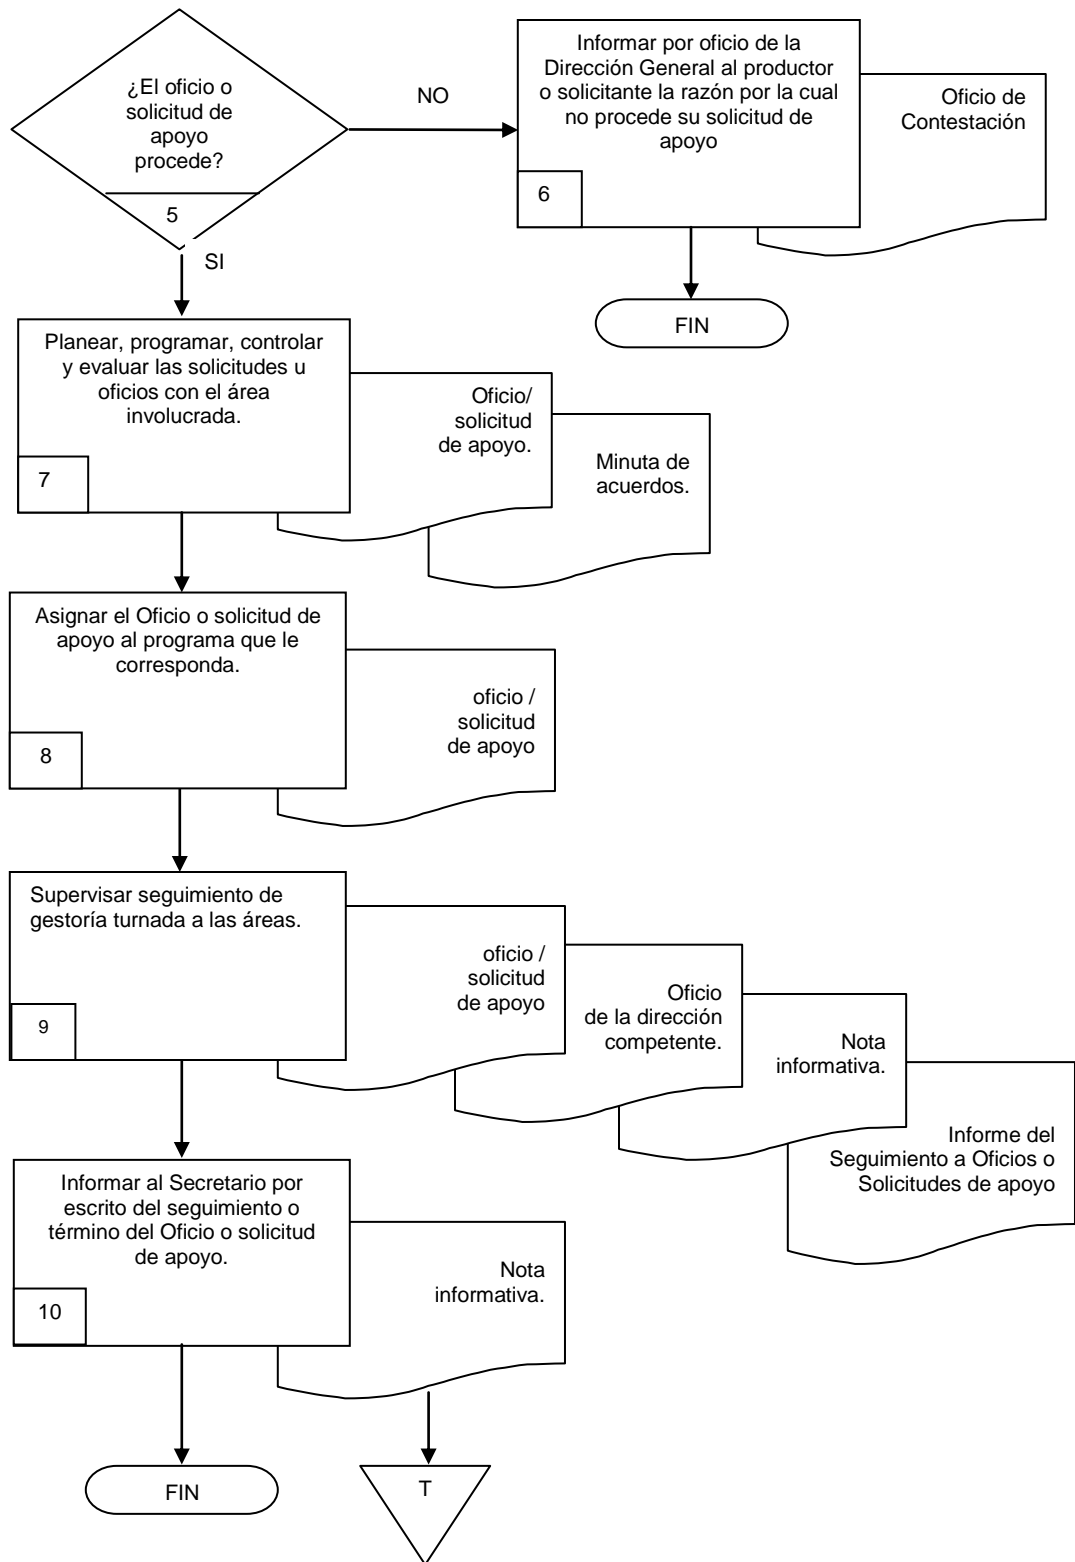 ¿El oficio o
solicitud de
apoyo
procede?
5
NO
SI
Informar por oficio de la
Dirección General al productor
o solicitante la razón por la cual
no procede su solicitud de
apoyo
6
Oficio de
Contestación
FIN
Planear, programar, controlar
y evaluar las solicitudes u
oficios con el área
involucrada.
7
Oficio/
solicitud
de apoyo.
Minuta de
acuerdos.
Asignar el Oficio o solicitud de
apoyo al programa que le
corresponda.
8
oficio /
solicitud
de apoyo
Supervisar seguimiento de
gestoría turnada a las áreas.
9
oficio /
solicitud
de apoyo
Oficio
de la dirección
competente.
Nota
informativa.
Informe del
Seguimiento a Oficios o
Solicitudes de apoyo
Informar al Secretario por
escrito del seguimiento o
término del Oficio o solicitud
de apoyo.
10
Nota
informativa.
FIN
T